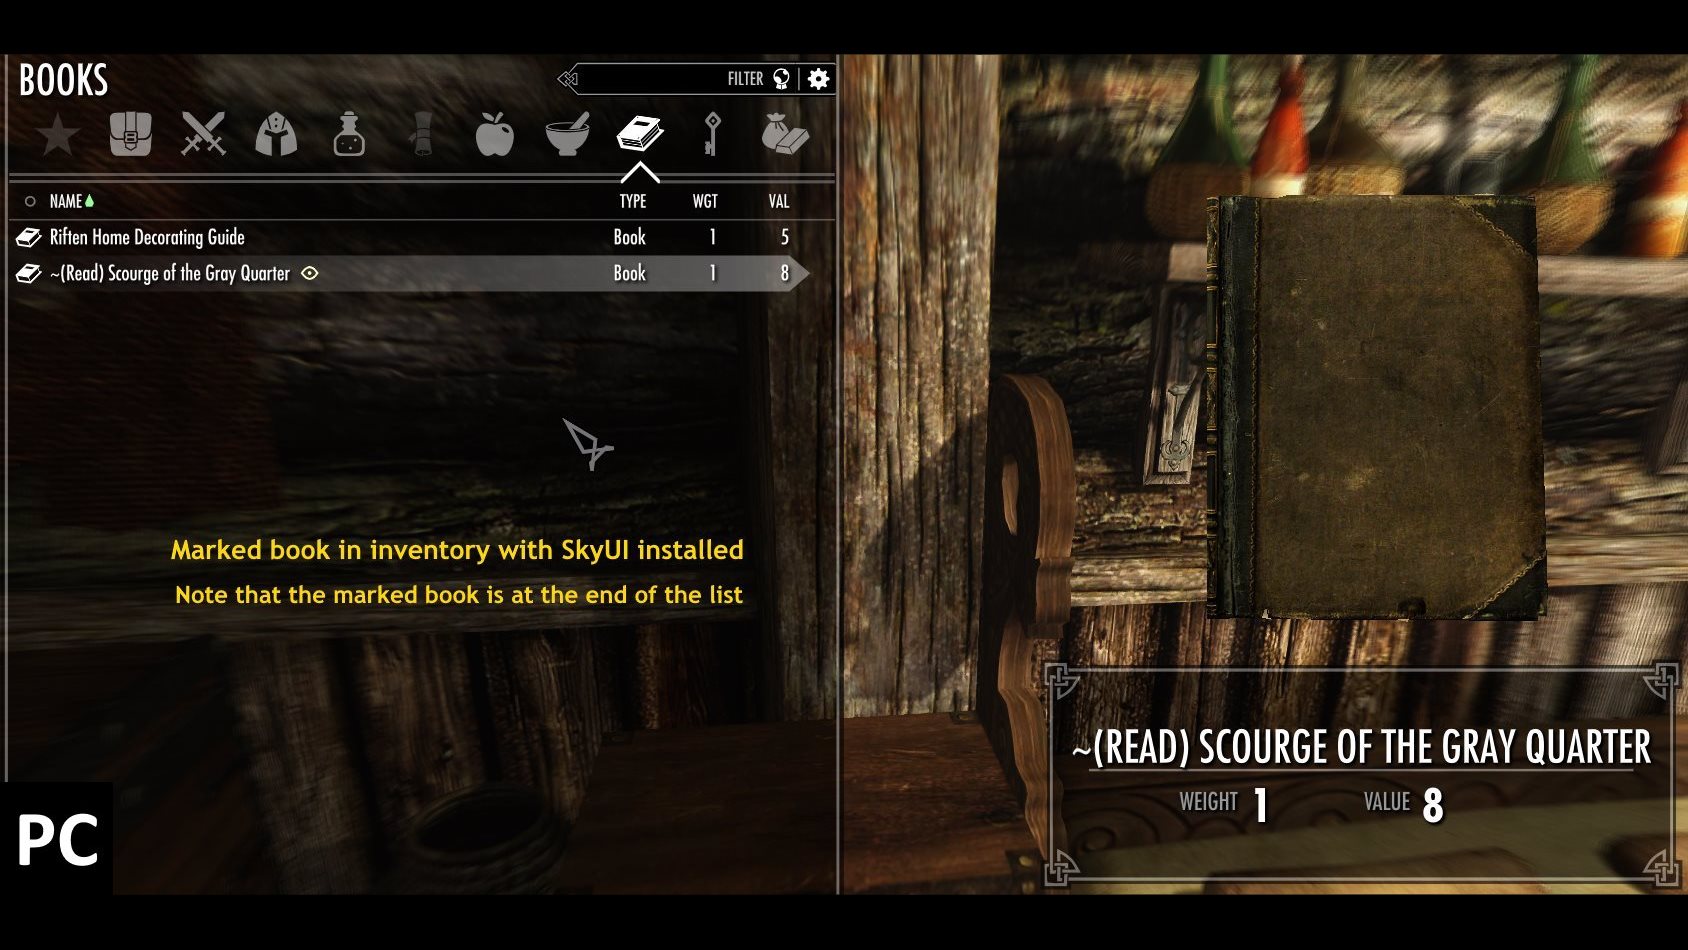 BOOKS
FILTER
NAME TYPE WGT VAL
Riften Home Decorating Guide Book 1 5
~(Read) Scourge of the Gray Quarter Book 1 8
Marked book in inventory with SkyUI installed
Note that the marked book is at the end of the list
~(READ) SCOURGE OF THE GRAY QUARTER
WEIGHT 1 VALUE 8
PC